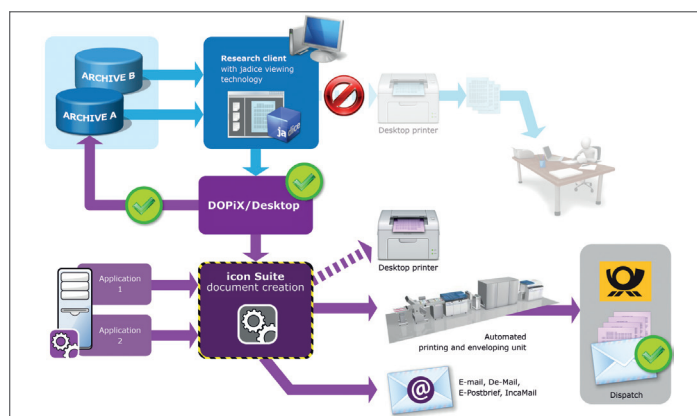 ARCHIVE B
ARCHIVE A
Research client
with jadice viewing
technology
jadice
Desktop printer
DOPiX/Desktop
Application
1
Application
2
icon Suite
document creation
Desktop printer
Automated
printing and enveloping unit
@
E-mail, De-Mail,
E-Postbrief, IncaMail
Dispatch